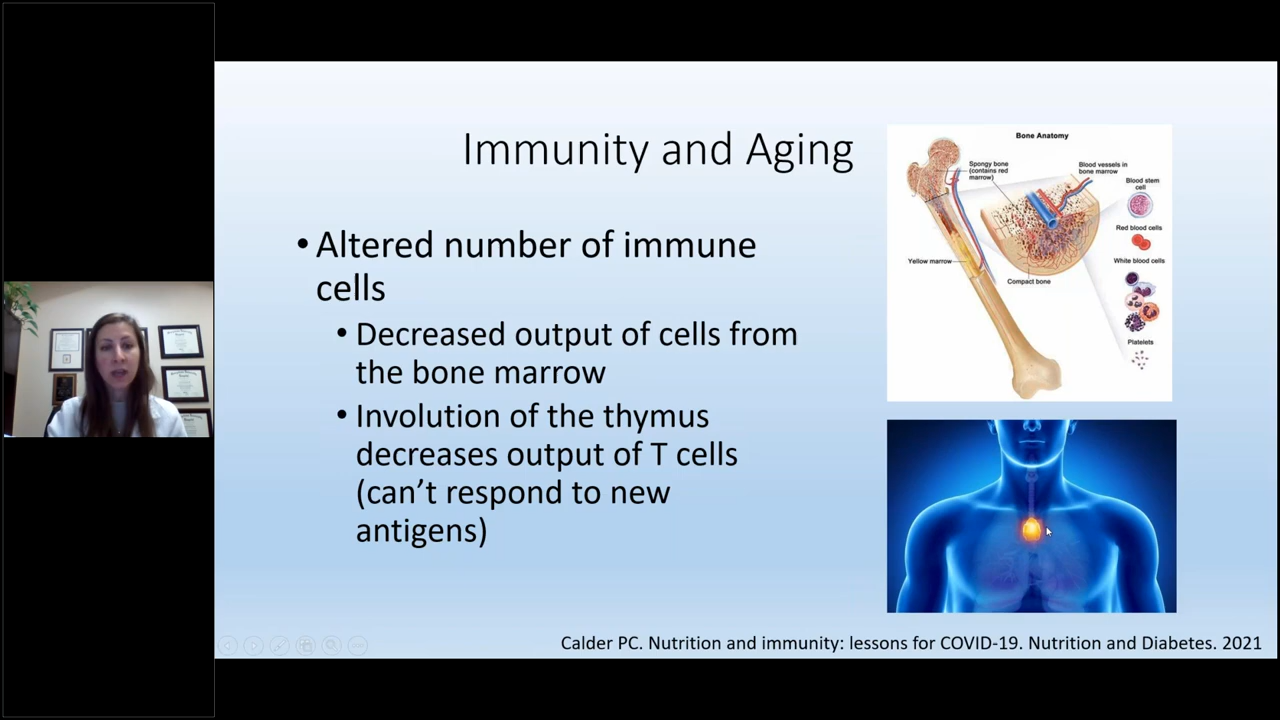 Immunity and Aging
• Altered number of immune
cells
• Decreased output of cells from
the bone marrow
• Involution of the thymus
decreases output of T cells
(can’t respond to new
antigens)
Bone Anatomy
Spongy bone
(contains red
marrow)
Blood vessels in
bone marrow
Blood stem
cell
Red blood cells
White blood cells
Yellow marrow
Compact bone
Platelets
Calder PC. Nutrition and immunity: lessons for COVID-19. Nutrition and Diabetes. 2021